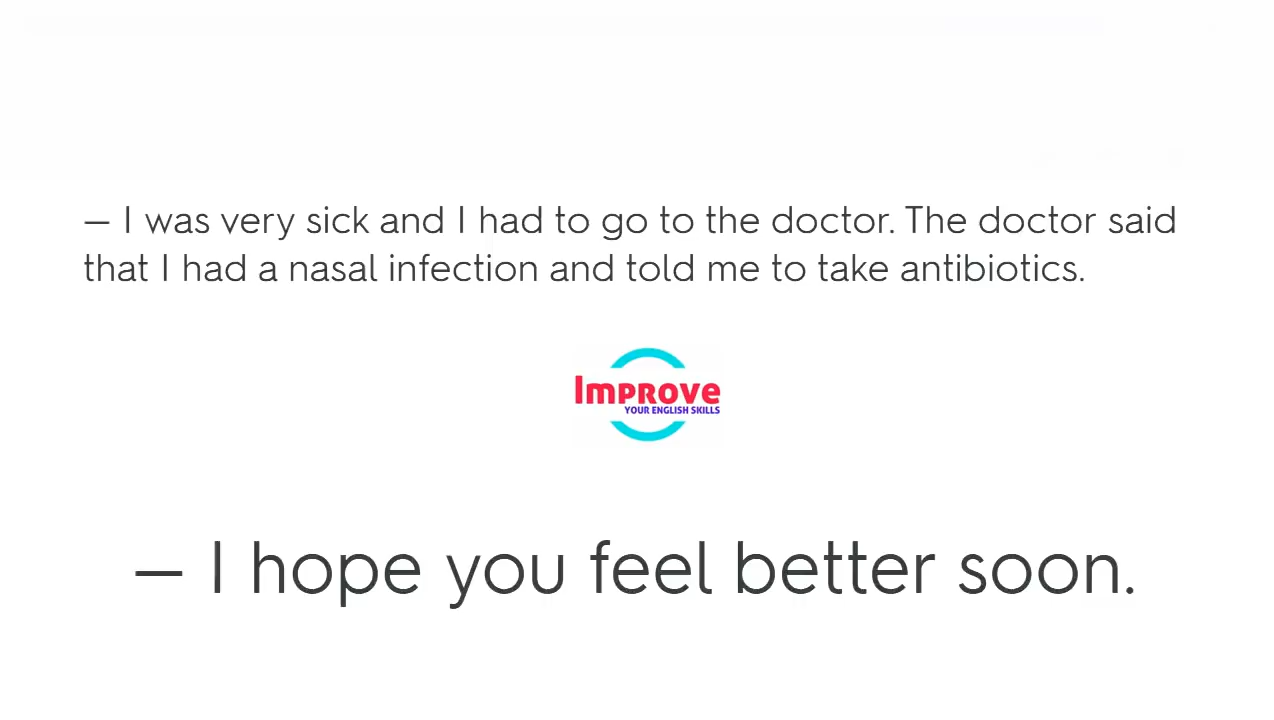 — I was very sick and I had to go to the doctor. The doctor said
that I had a nasal infection and told me to take antibiotics.
Improve
YOUR ENGLISH SKILLS
— I hope you feel better soon.